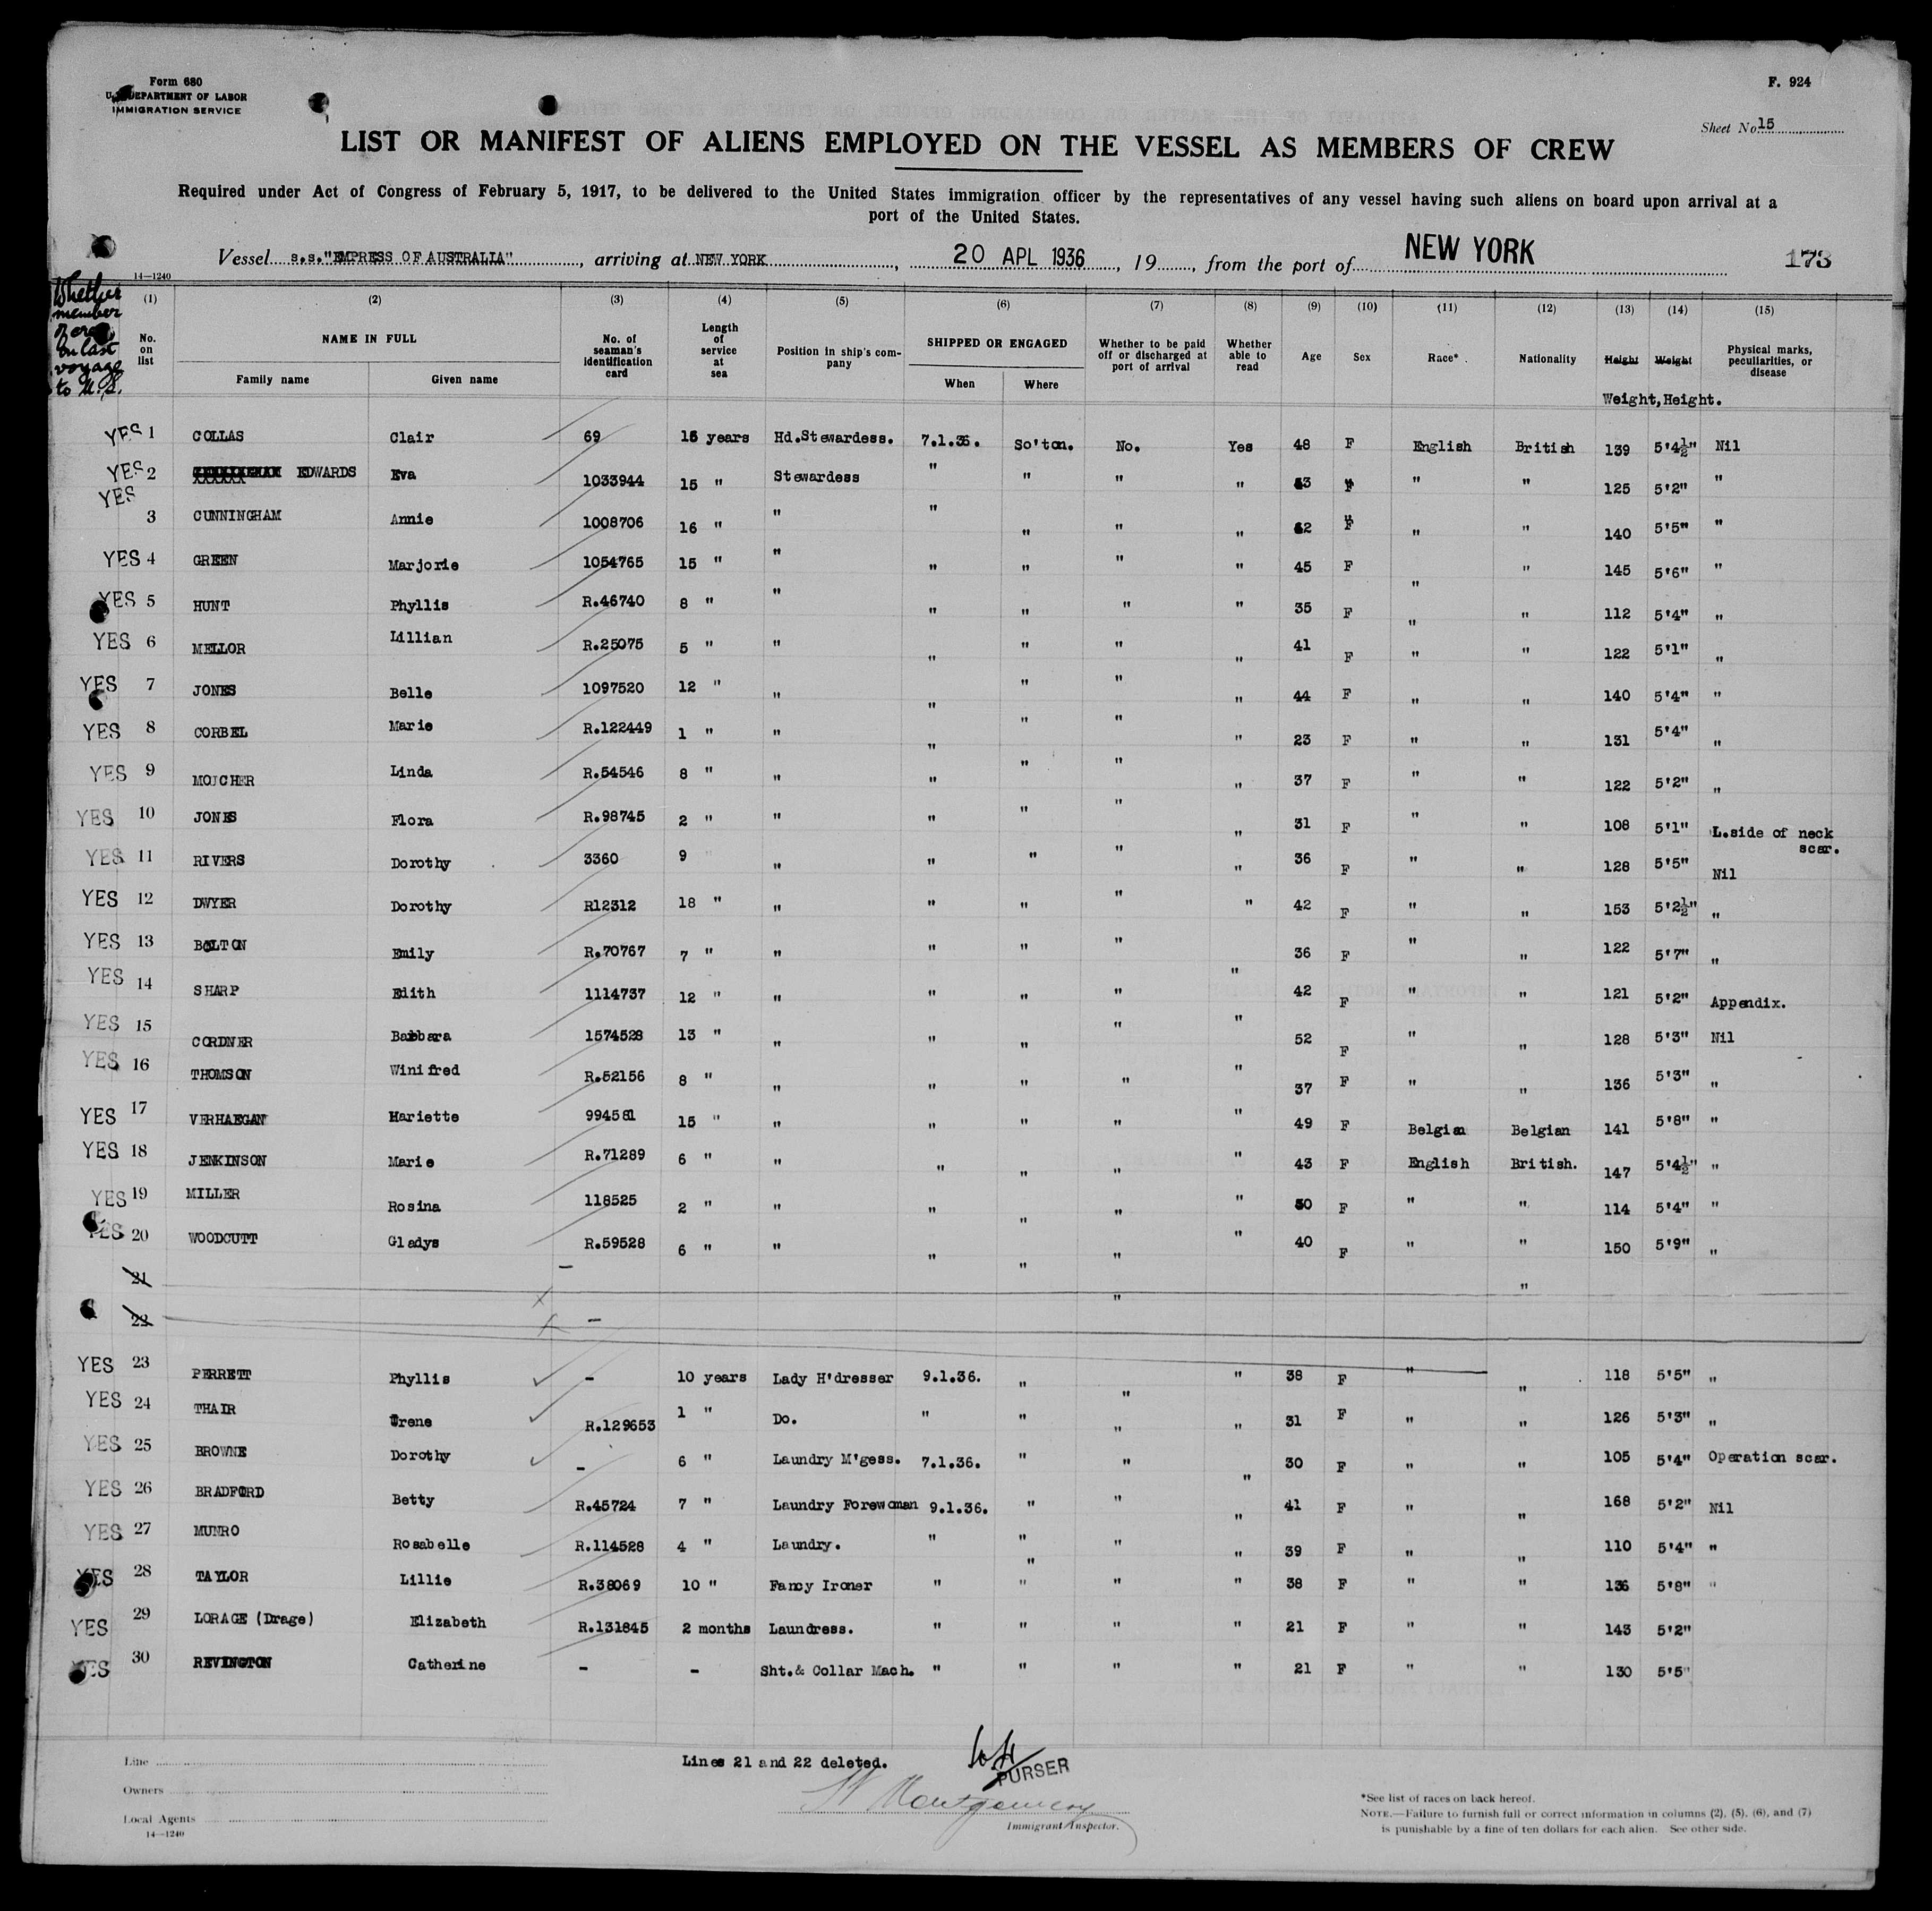 Form 680
U.S. DEPARTMENT OF LABOR
IMMIGRATION SERVICE
F. 924
Sheet No. 15
LIST OR MANIFEST OF ALIENS EMPLOYED ON THE VESSEL AS MEMBERS OF CREW
Required under Act of Congress of February 5, 1917, to be delivered to the United States immigration officer by the representatives of any vessel having such aliens on board upon arrival at a
port of the United States.
Vessel s.s."EMPRESS OF AUSTRALIA", arriving at NEW YORK, 20 APL 1936, 19, from the port of NEW YORK 173
14—1240
Whether member of crew on last voyage to U.S.
(1) (2) (3) (4) (5) (6) (7) (8) (9) (10) (11) (12) (13) (14) (15)
No. on list NAME IN FULL Family name Given name No. of seaman's identification card Length of service at sea Position in ship's company SHIPPED OR ENGAGED When Where Whether to be paid off or discharged at port of arrival Whether able to read Age Sex Race* Nationality Height Weight Physical marks, peculiarities, or disease
Weight, Height.
YES 1 COLLAS Clair 69 15 years Hd.Stewardess. 7.1.36. So'ton. No. Yes 48 F English British 139 5'4½" Nil
YES 2 EDWARDS Eva 1033944 15 " Stewardess " " " " F " " 125 5'2" "
YES 3 CUNNINGHAM Annie 1008706 16 " " " " " " F " " 140 5'5" "
YES 4 GREEN Marjorie 1054765 15 " " " " " " 45 F " " 145 5'6" "
YES 5 HUNT Phyllis R.46740 8 " " " " " " 35 F " " 112 5'4" "
YES 6 MELLOR Lillian R.25075 5 " " " " " " 41 F " " 122 5'1" "
YES 7 JONES Belle 1097520 12 " " " " " " 44 F " " 140 5'4" "
YES 8 CORBEL Marie R.122449 1 " " " " " " 23 F " " 131 5'4" "
YES 9 Linda R.54546 8 " " " " " " 37 F " " 122 5'2" "
YES 10 JONES Flora R.98745 2 " " " " " " 31 F " " 108 5'1" L.side of neck scar.
YES 11 RIVERS Dorothy 3360 9 " " " " " 36 F " " 128 5'5" Nil
YES 12 DWYER Dorothy R12312 18 " " " " " " 42 F " " 153 5'2½" "
YES 13 BOLTON Emily R.70767 7 " " " " " " 36 F " " 122 5'7" "
YES 14 SHARP Edith 1114737 12 " " " " " " 42 F " " 121 5'2" Appendix.
YES 15 CORDNER Barbara 1574528 13 " " " " " " 52 F " " 128 5'3" Nil
YES 16 THOMSON Winifred R.52156 8 " " " " " " 37 F " " 136 5'3" "
YES 17 VERHAEGAN Hariette 994581 15 " " " " " " 49 F Belgian Belgian 141 5'8" "
YES 18 JENKINSON Marie R.71289 6 " " " " " " 43 F English British. 147 5'4½" "
YES 19 MILLER Rosina 118525 2 " " " " " " F " " 114 5'4" "
YES 20 WOODCUTT Gladys R.59528 6 " " " " " " 40 F " " 150 5'9" "
21 — " "
22 —
YES 23 PERRETT Phyllis - 10 years Lady H'dresser 9.1.36. " " " 38 F " " 118 5'5" "
YES 24 THAIR Irene R.129653 1 " Do. " " " " 31 F " " 126 5'3" "
YES 25 BROWNE Dorothy - 6 " Laundry M'gess. 7.1.36. " " " 30 F " " 105 5'4" Operation scar.
YES 26 BRADFORD Betty R.45724 7 " Laundry Forewoman 9.1.36. " " " 41 F " " 168 5'2" Nil
YES 27 MUNRO Rosabelle R.114528 4 " Laundry. " " " " 39 F " " 110 5'4" "
YES 28 TAYLOR Lillie R.38069 10 " Fancy Ironer " " " " 38 F " " 136 5'8" "
YES 29 LORAGE (Drage) Elizabeth R.131845 2 months Laundress. " " " " 21 F " " 143 5'2"
YES 30 REVINGTON Catherine - - Sht.& Collar Mach. " " " " 21 F " " 130 5'5"
Line
Owners
Local Agents
14—1240
Lines 21 and 22 deleted.
PURSER
Montgomery
Immigrant Inspector.
*See list of races on back hereof.
NOTE.—Failure to furnish full or correct information in columns (2), (5), (6), and (7)
is punishable by a fine of ten dollars for each alien. See other side.